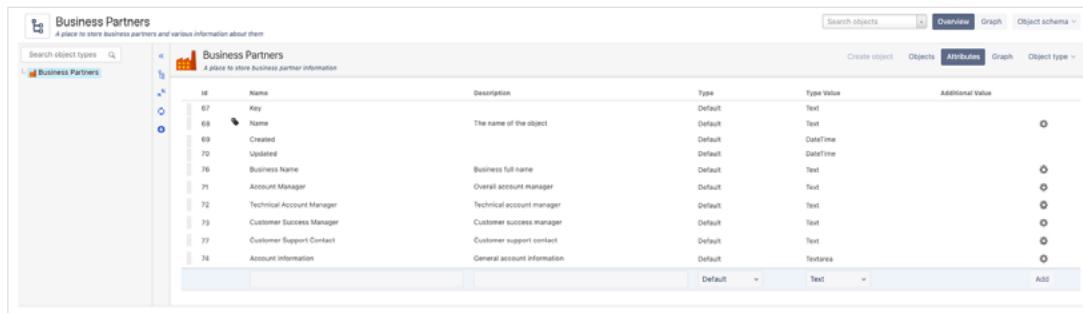 Business Partners
A place to store business partners and various information about them
Search objects
Overview Graph Object schema
Search object types
Business Partners
Business Partners
A place to store business partner information
Create object Objects Attributes Graph Object type
Id Name Description Type Type Value Additional Value
67 Key Default Text
68 Name The name of the object Default Text
69 Created Default DateTime
70 Updated Default DateTime
76 Business Name Business full name Default Text
71 Account Manager Overall account manager Default Text
72 Technical Account Manager Technical account manager Default Text
73 Customer Success Manager Customer success manager Default Text
77 Customer Support Contact Customer support contact Default Text
74 Account Information General account information Default Textarea
Default Text Add